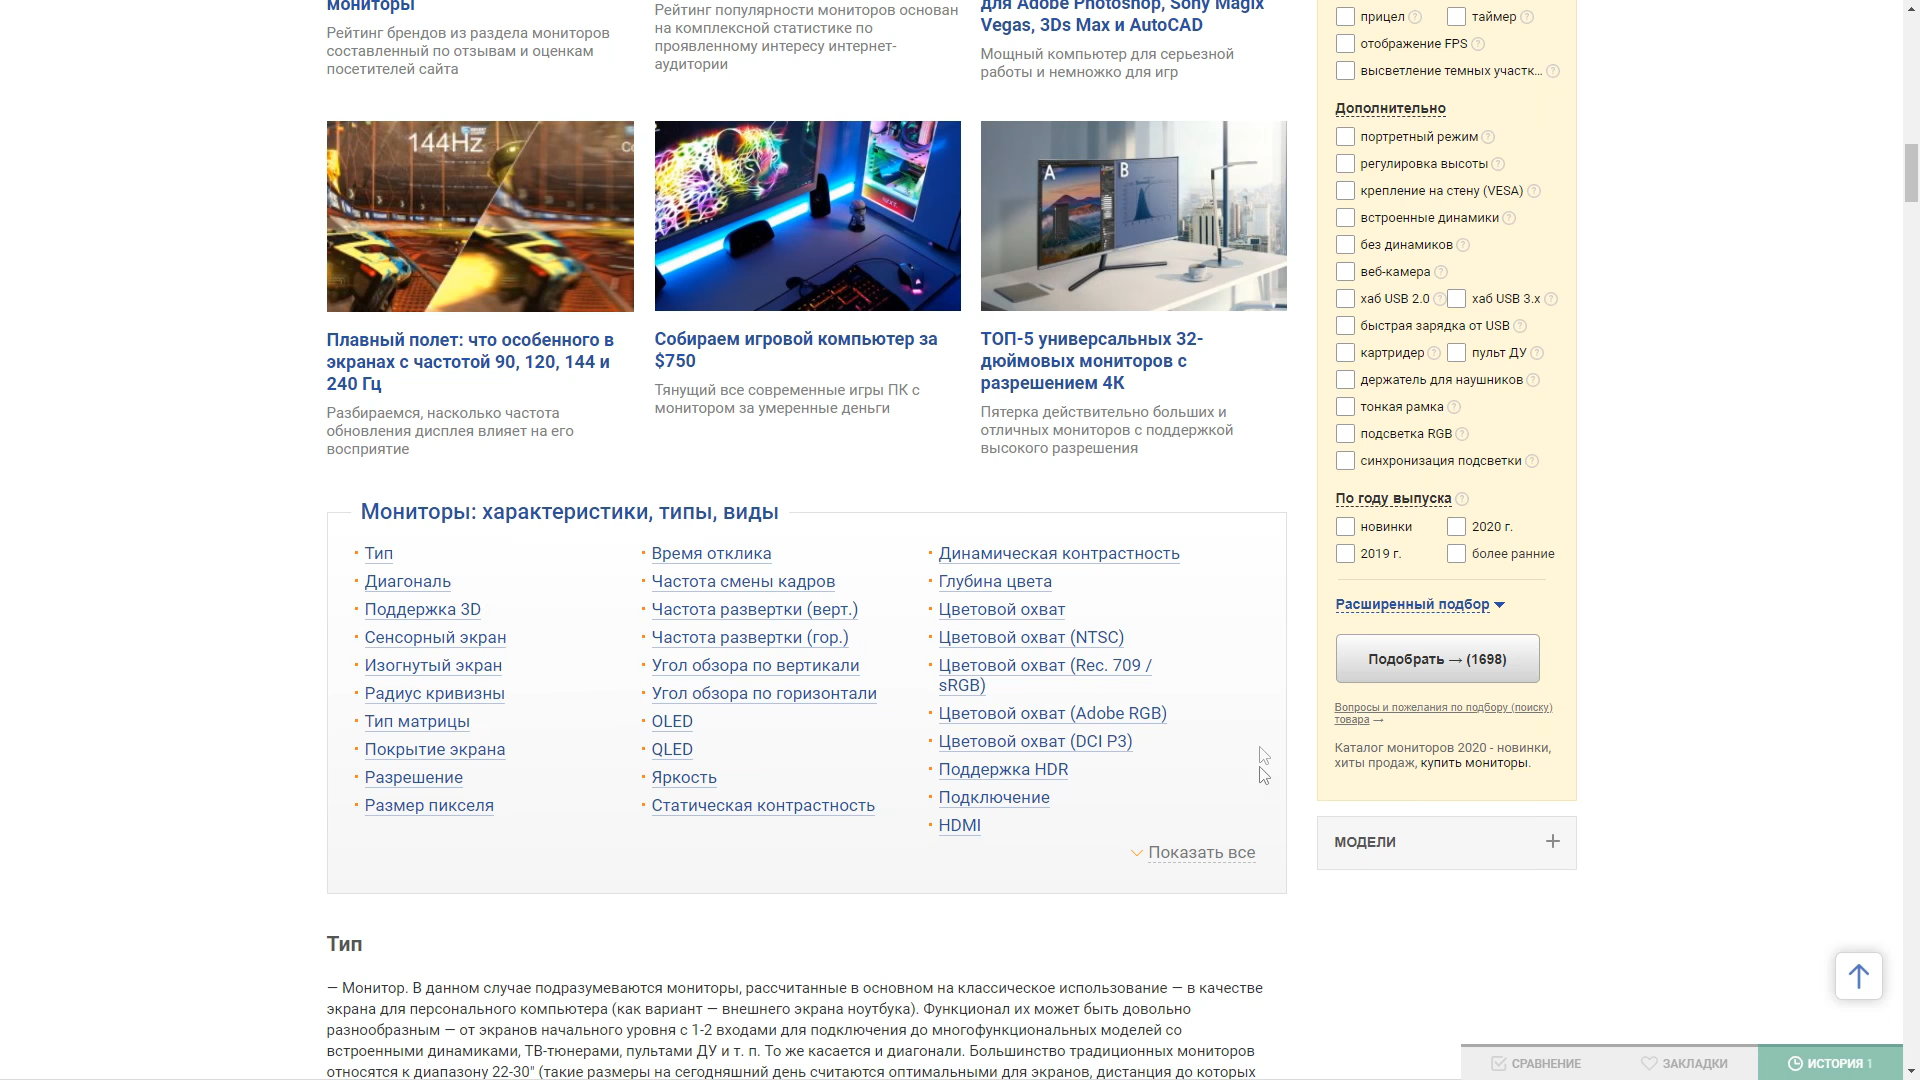 мониторы
Рейтинг брендов из раздела мониторов
составленный по отзывам и оценкам
посетителей сайта
Рейтинг популярности мониторов основан
на комплексной статистике по
проявленному интересу интернет-
аудитории
для Adobe Photoshop, Sony Magix
Vegas, 3Ds Max и AutoCAD
Мощный компьютер для серьезной
работы и немножко для игр
144Hz
A
B
Плавный полет: что особенного в
экранах с частотой 90, 120, 144 и
240 Гц
Разбираемся, насколько частота
обновления дисплея влияет на его
восприятие
Собираем игровой компьютер за
$750
Тянущий все современные игры ПК с
монитором за умеренные деньги
ТОП-5 универсальных 32-
дюймовых мониторов с
разрешением 4К
Пятерка действительно больших и
отличных мониторов с поддержкой
высокого разрешения
Мониторы: характеристики, типы, виды
Тип
Диагональ
Поддержка 3D
Сенсорный экран
Изогнутый экран
Радиус кривизны
Тип матрицы
Покрытие экрана
Разрешение
Размер пикселя
Время отклика
Частота смены кадров
Частота развертки (верт.)
Частота развертки (гор.)
Угол обзора по вертикали
Угол обзора по горизонтали
OLED
QLED
Яркость
Статическая контрастность
Динамическая контрастность
Глубина цвета
Цветовой охват
Цветовой охват (NTSC)
Цветовой охват (Rec. 709 /
sRGB)
Цветовой охват (Adobe RGB)
Цветовой охват (DCI P3)
Поддержка HDR
Подключение
HDMI
Показать все
Тип
— Монитор. В данном случае подразумеваются мониторы, рассчитанные в основном на классическое использование — в качестве
экрана для персонального компьютера (как вариант — внешнего экрана ноутбука). Функционал их может быть довольно
разнообразным — от экранов начального уровня с 1-2 входами для подключения до многофункциональных моделей со
встроенными динамиками, ТВ-тюнерами, пультами ДУ и т. п. То же касается и диагонали. Большинство традиционных мониторов
относятся к диапазону 22-30" (такие размеры на сегодняшний день считаются оптимальными для экранов, дистанция до которых
прицел ? таймер ?
отображение FPS ?
высветление темных участк... ?
Дополнительно
портретный режим ?
регулировка высоты ?
крепление на стену (VESA) ?
встроенные динамики ?
без динамиков ?
веб-камера ?
хаб USB 2.0 ? хаб USB 3.x ?
быстрая зарядка от USB ?
картридер ? пульт ДУ ?
держатель для наушников ?
тонкая рамка ?
подсветка RGB ?
синхронизация подсветки ?
По году выпуска ?
новинки 2020 г.
2019 г. более ранние
Расширенный подбор
Подобрать → (1698)
Вопросы и пожелания по подбору (поиску)
товара →
Каталог мониторов 2020 - новинки,
хиты продаж, купить мониторы.
МОДЕЛИ
СРАВНЕНИЕ ЗАКЛАДКИ ИСТОРИЯ 1